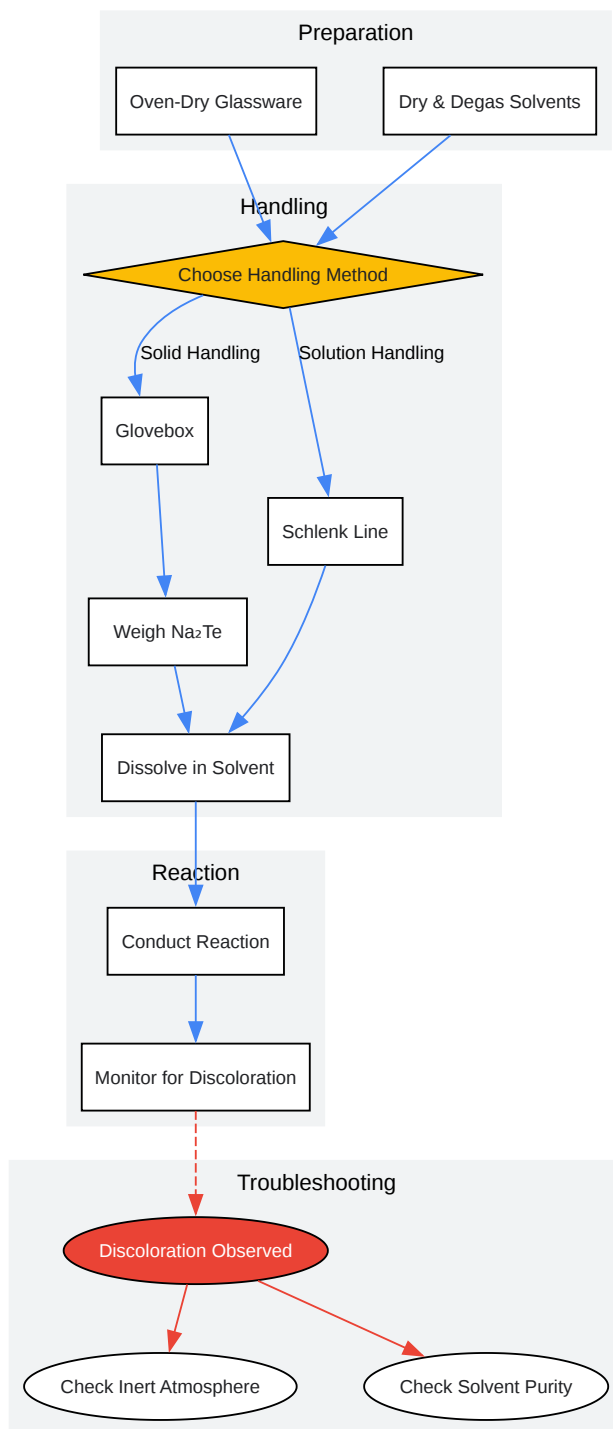 Preparation
Oven-Dry Glassware
Dry & Degas Solvents
Handling
Choose Handling Method
Solid Handling
Solution Handling
Glovebox
Schlenk Line
Weigh Na₂Te
Dissolve in Solvent
Reaction
Conduct Reaction
Monitor for Discoloration
Troubleshooting
Discoloration Observed
Check Inert Atmosphere
Check Solvent Purity